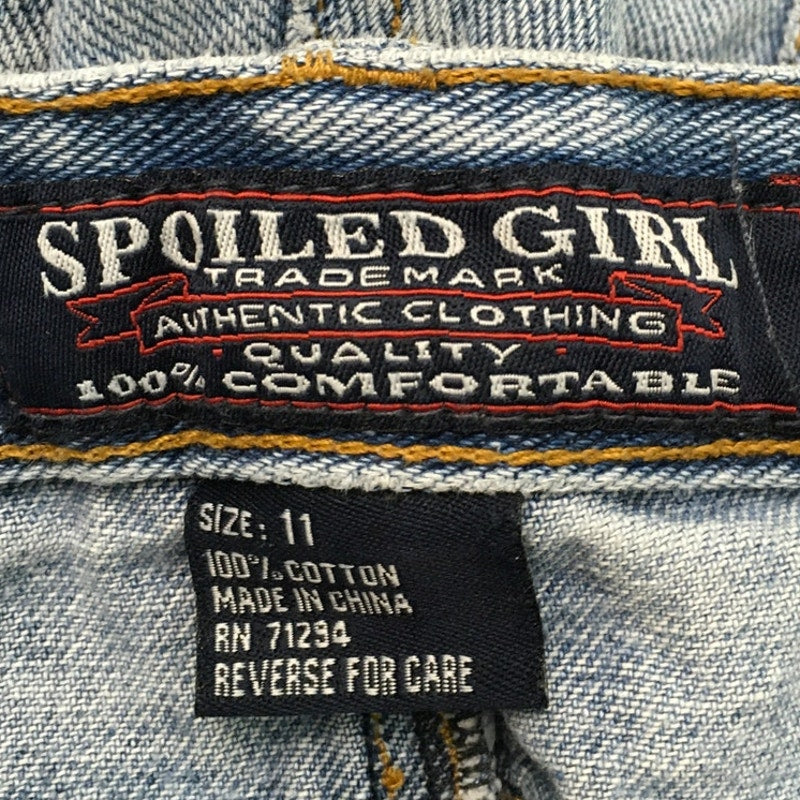 SPOILED GIRL
TRADEMARK
AUTHENTIC CLOTHING
QUALITY
100% COMFORTABLE
SIZE: 11
100% COTTON
MADE IN CHINA
RN 71294
REVERSE FOR CARE